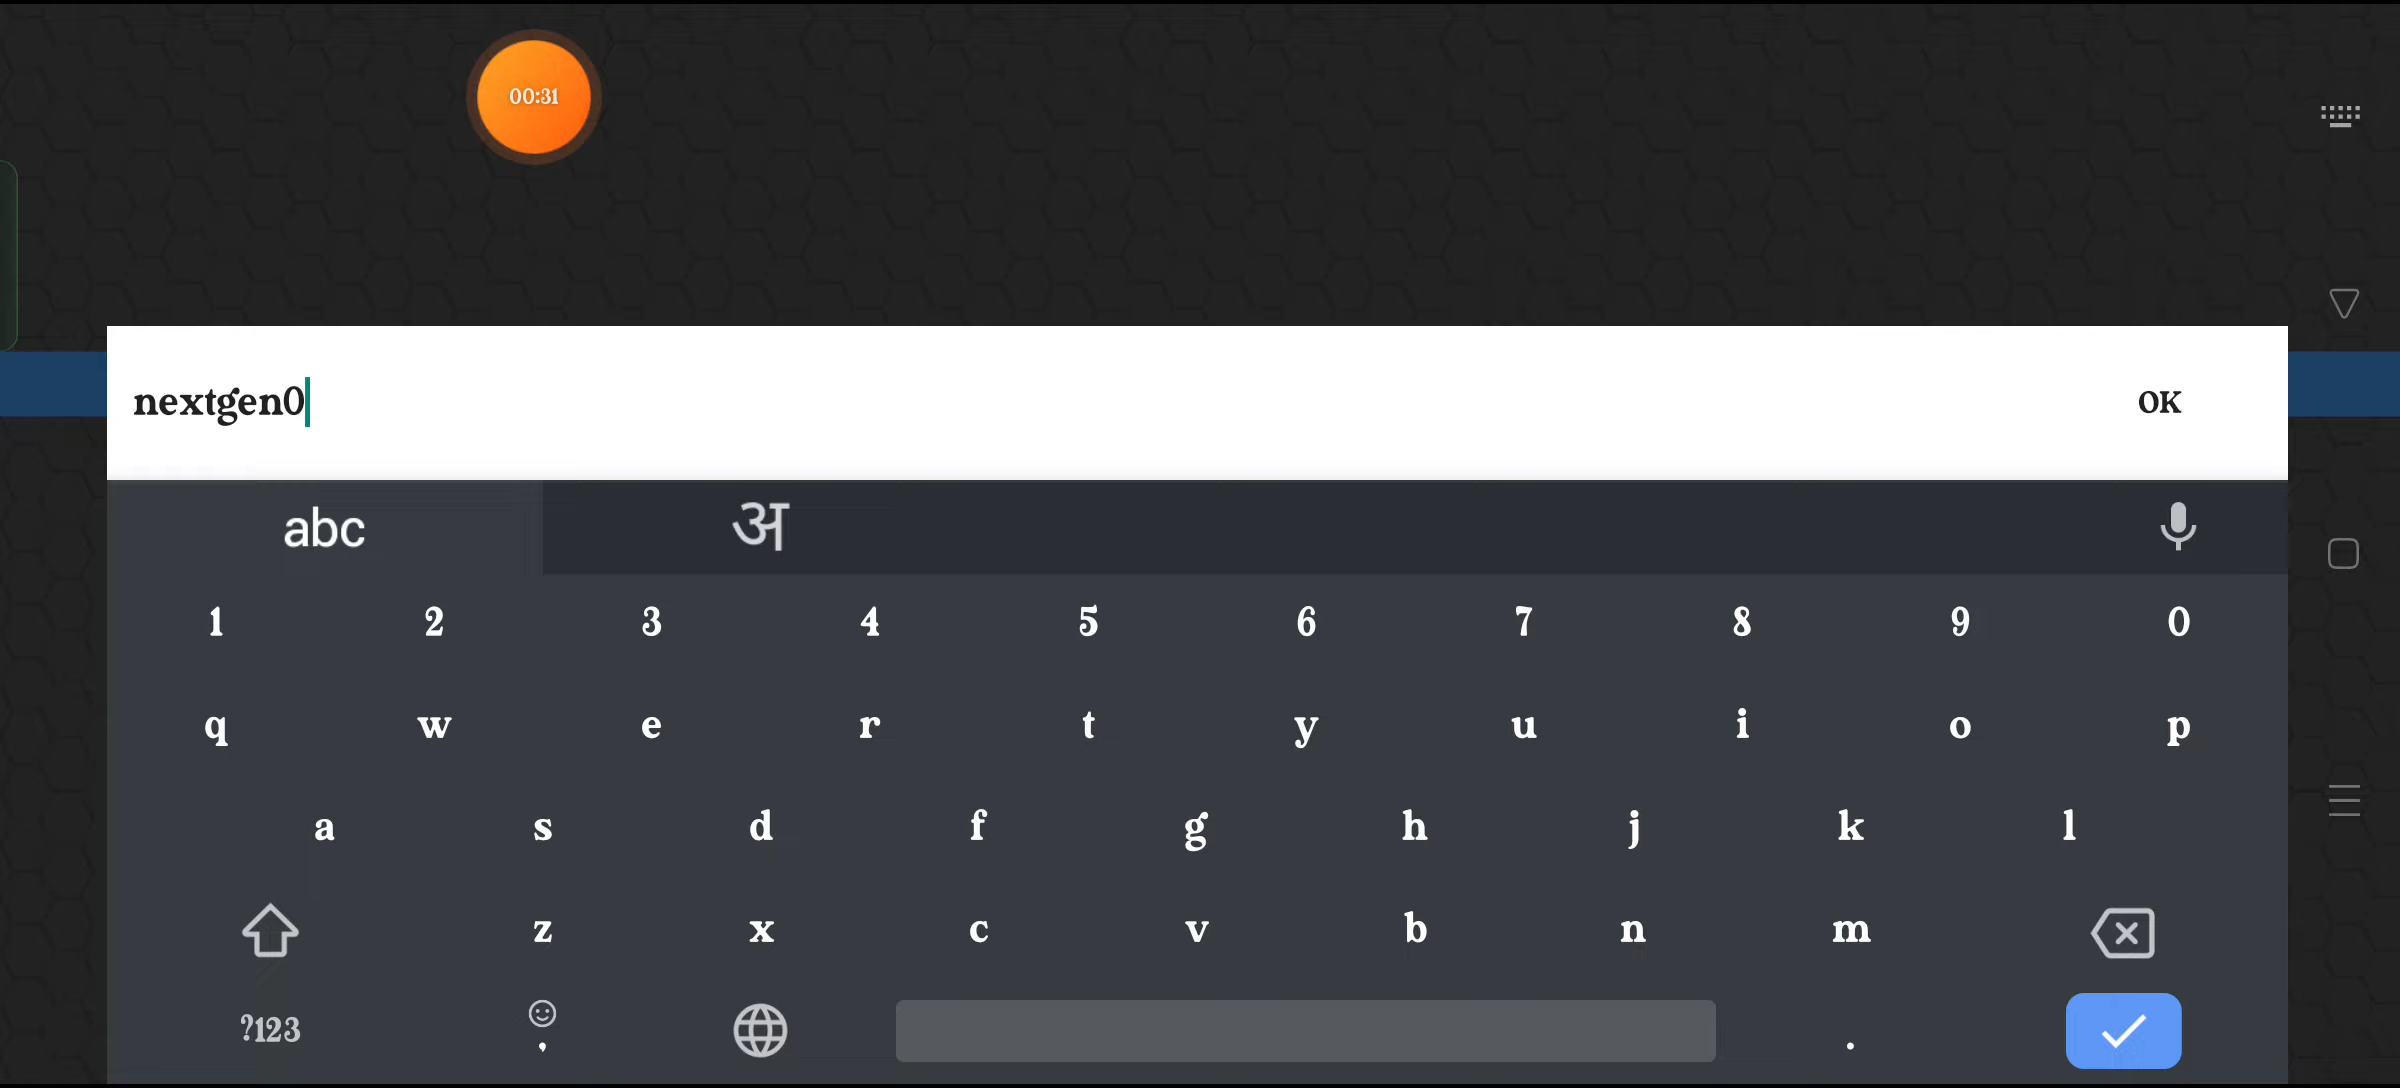 00:31
nextgen0
OK
abc अ
1 2 3 4 5 6 7 8 9 0
q w e r t y u i o p
a s d f g h j k l
z x c v b n m
?123 , .